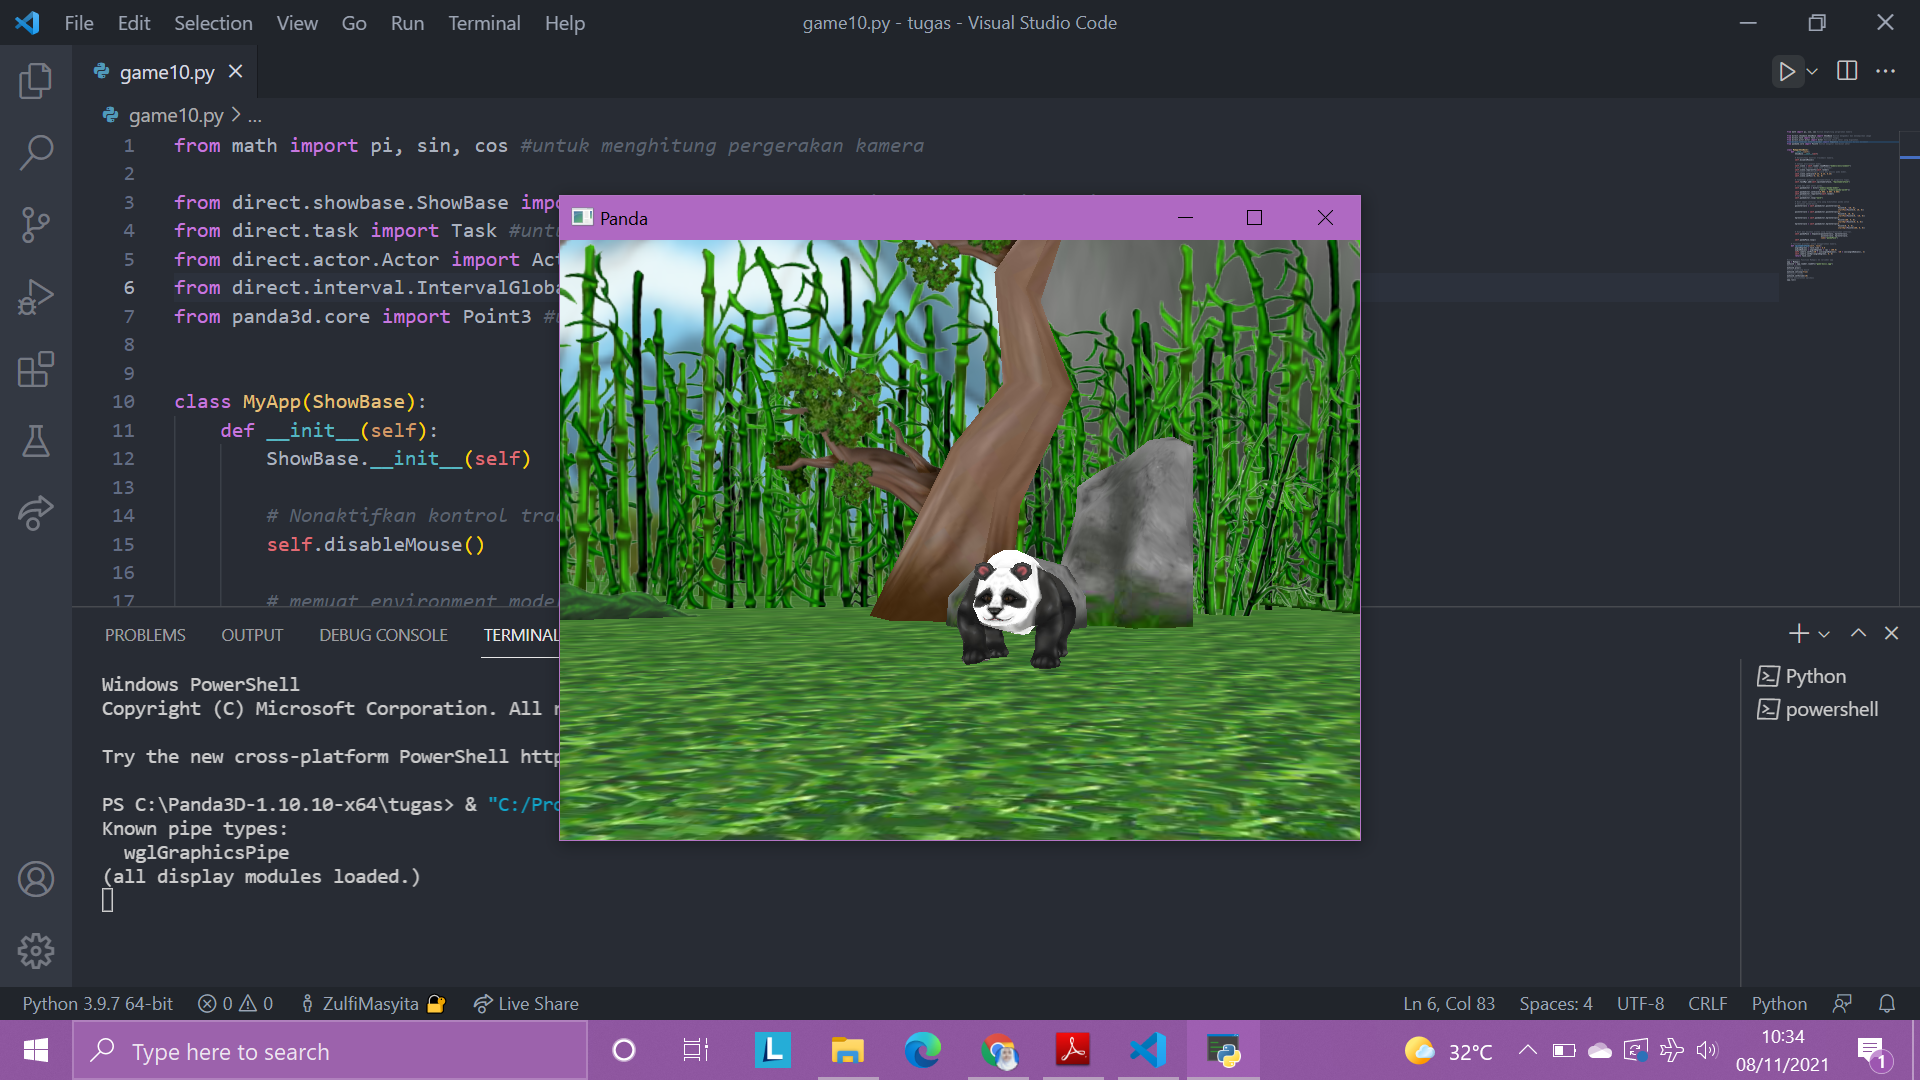 File Edit Selection View Go Run Terminal Help
game10.py - tugas - Visual Studio Code
game10.py
game10.py > ...
1 from math import pi, sin, cos #untuk menghitung pergerakan kamera
2
3 from direct.showbase.ShowBase impo
4 from direct.task import Task #untu
5 from direct.actor.Actor import Act
6 from direct.interval.IntervalGloba
7 from panda3d.core import Point3 #
8
9
10 class MyApp(ShowBase):
11 def __init__(self):
12 ShowBase.__init__(self)
13
14 # Nonaktifkan kontrol trac
15 self.disableMouse()
16
17 # memuat environment mode
Panda
PROBLEMS OUTPUT DEBUG CONSOLE TERMINAL
Windows PowerShell
Copyright (C) Microsoft Corporation. All r
Try the new cross-platform PowerShell http
PS C:\Panda3D-1.10.10-x64\tugas> & "C:/Pro
Known pipe types:
wglGraphicsPipe
(all display modules loaded.)
Python
powershell
Python 3.9.7 64-bit 0 0 ZulfiMasyita Live Share
Ln 6, Col 83 Spaces: 4 UTF-8 CRLF Python
Type here to search
L
32°C
10:34
08/11/2021
1